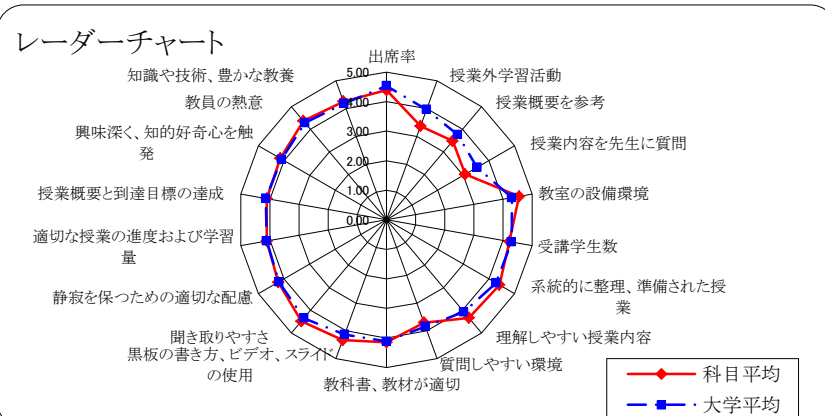 レーダーチャート
出席率
授業外学習活動
授業概要を参考
授業内容を先生に質問
教室の設備環境
受講学生数
系統的に整理、準備された授
業
理解しやすい授業内容
質問しやすい環境
教科書、教材が適切
黒板の書き方、ビデオ、スライド
の使用
聞き取りやすさ
静寂を保つための適切な配慮
適切な授業の進度および学習
量
授業概要と到達目標の達成
興味深く、知的好奇心を触
発
教員の熱意
知識や技術、豊かな教養
5.00
4.00
3.00
2.00
1.00
0.00
科目平均
大学平均